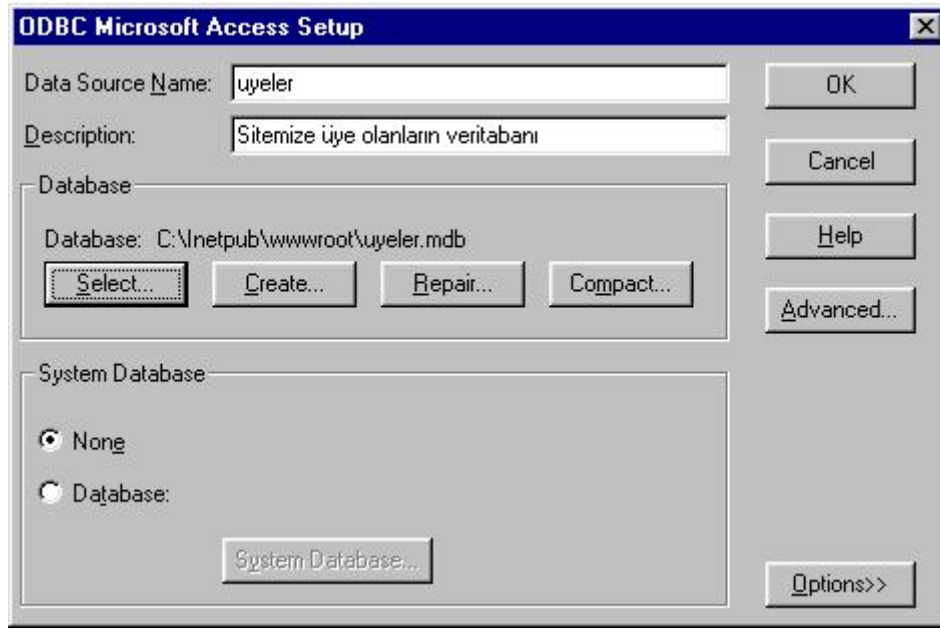 ODBC Microsoft Access Setup
Data Source Name: uyeler
OK
Description: Sitemize üye olanların veritabanı
Cancel
Database
Database: C:\Inetpub\wwwroot\uyeler.mdb
Help
Select... Create... Repair... Compact...
Advanced...
System Database
None
Database:
System Database...
Options>>